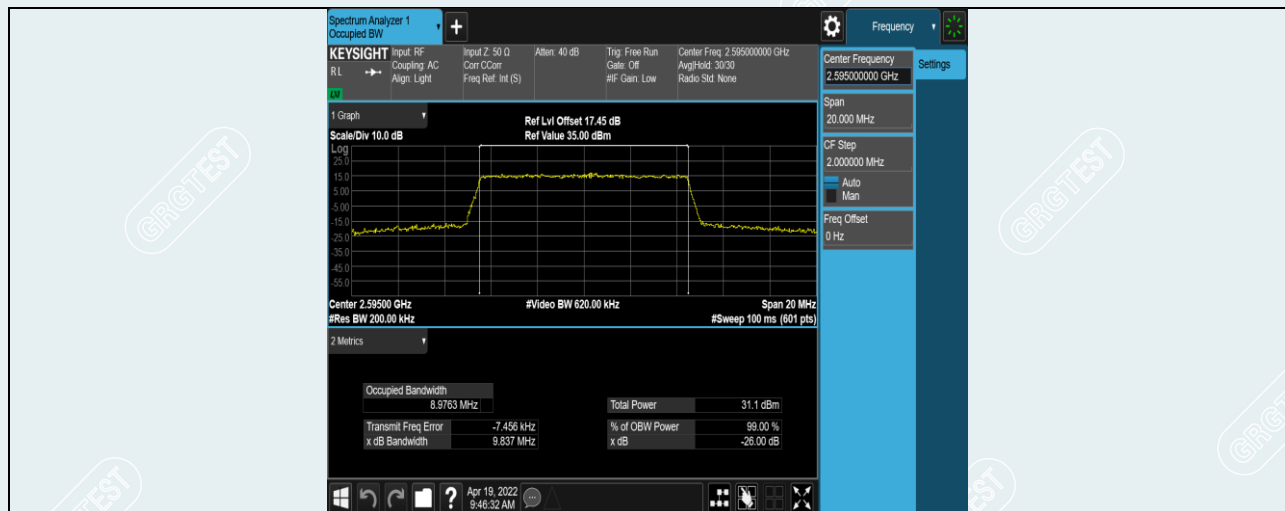 Spectrum Analyzer 1
Occupied BW
+
Frequency
KEYSIGHT
R L
LXI
Input: RF
Coupling: AC
Align: Light
Input Z: 50 Ω
Corr CCorr
Freq Ref: Int (S)
Atten: 40 dB
Trig: Free Run
Gate: Off
#IF Gain: Low
Center Freq: 2.595000000 GHz
Avg|Hold: 30/30
Radio Std: None
Center Frequency
2.595000000 GHz
Settings
Span
20.000 MHz
CF Step
2.000000 MHz
Auto
Man
Freq Offset
0 Hz
1 Graph
Scale/Div 10.0 dB
Ref Lvl Offset 17.45 dB
Ref Value 35.00 dBm
Log
25.0
15.0
5.00
-5.00
-15.0
-25.0
-35.0
-45.0
-55.0
Center 2.59500 GHz
#Video BW 620.00 kHz
Span 20 MHz
#Res BW 200.00 kHz
#Sweep 100 ms (601 pts)
2 Metrics
Occupied Bandwidth
8.9763 MHz
Total Power 31.1 dBm
Transmit Freq Error -7.456 kHz
% of OBW Power 99.00 %
x dB Bandwidth 9.837 MHz
x dB -26.00 dB
?
Apr 19, 2022
9:46:32 AM
GRGTEST
GRGTEST
GRGTEST
GRGTEST
GRGTEST